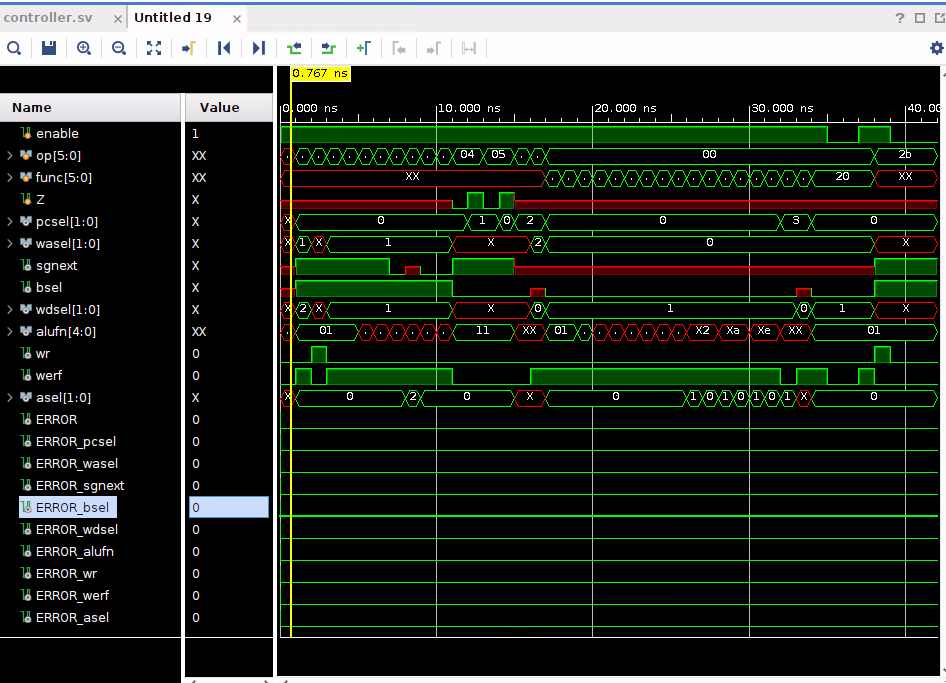 controller.sv × Untitled 19 ×
?
0.767 ns
Name Value
0.000 ns 10.000 ns 20.000 ns 30.000 ns
enable 1
op[5:0] XX 04 05 00 2b
func[5:0] XX XX 20 XX
Z X
pcsel[1:0] X X 0 1 0 2 0 3 0
wasel[1:0] X X 1 X 1 X 2 0 X
sgnext X
bsel X
wdsel[1:0] X X 2 X 1 X 0 1 0 1 X
alufn[4:0] XX 01 11 XX 01 X2 Xa Xe XX 01
wr 0
werf 0
asel[1:0] X X 0 2 0 X 0 1 0 1 0 1 0 1 X 0
ERROR 0
ERROR_pcsel 0
ERROR_wasel 0
ERROR_sgnext 0
ERROR_bsel 0
ERROR_wdsel 0
ERROR_alufn 0
ERROR_wr 0
ERROR_werf 0
ERROR_asel 0